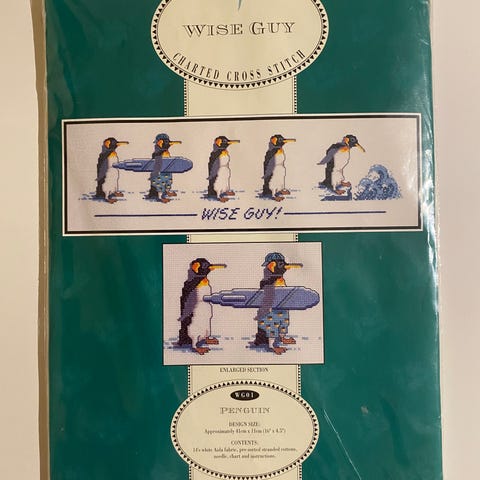 WISE GUY
CHARTED CROSS STITCH
WISE GUY!
ENLARGED SECTION
WG01
PENGUIN
DESIGN SIZE:
Approximately 41cm x 11cm (16" x 4.5")
CONTENTS:
14's white Aida fabric, pre-sorted stranded cottons,
needle, chart and instructions.